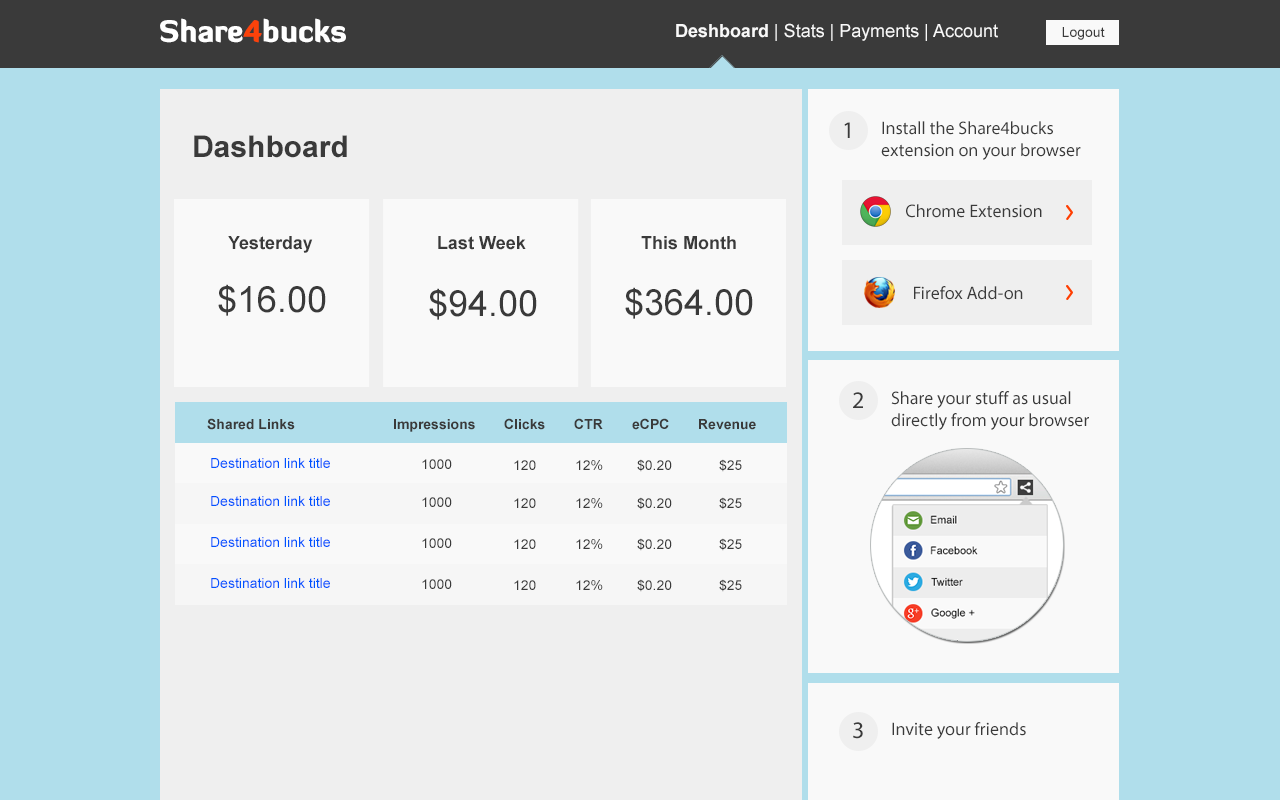 Share4bucks
Deshboard | Stats | Payments | Account
Logout
Dashboard
Yesterday
$16.00
Last Week
$94.00
This Month
$364.00
Shared Links Impressions Clicks CTR eCPC Revenue
Destination link title 1000 120 12% $0.20 $25
Destination link title 1000 120 12% $0.20 $25
Destination link title 1000 120 12% $0.20 $25
Destination link title 1000 120 12% $0.20 $25
1
Install the Share4bucks
extension on your browser
Chrome Extension
Firefox Add-on
2
Share your stuff as usual
directly from your browser
Email
Facebook
Twitter
Google +
3
Invite your friends